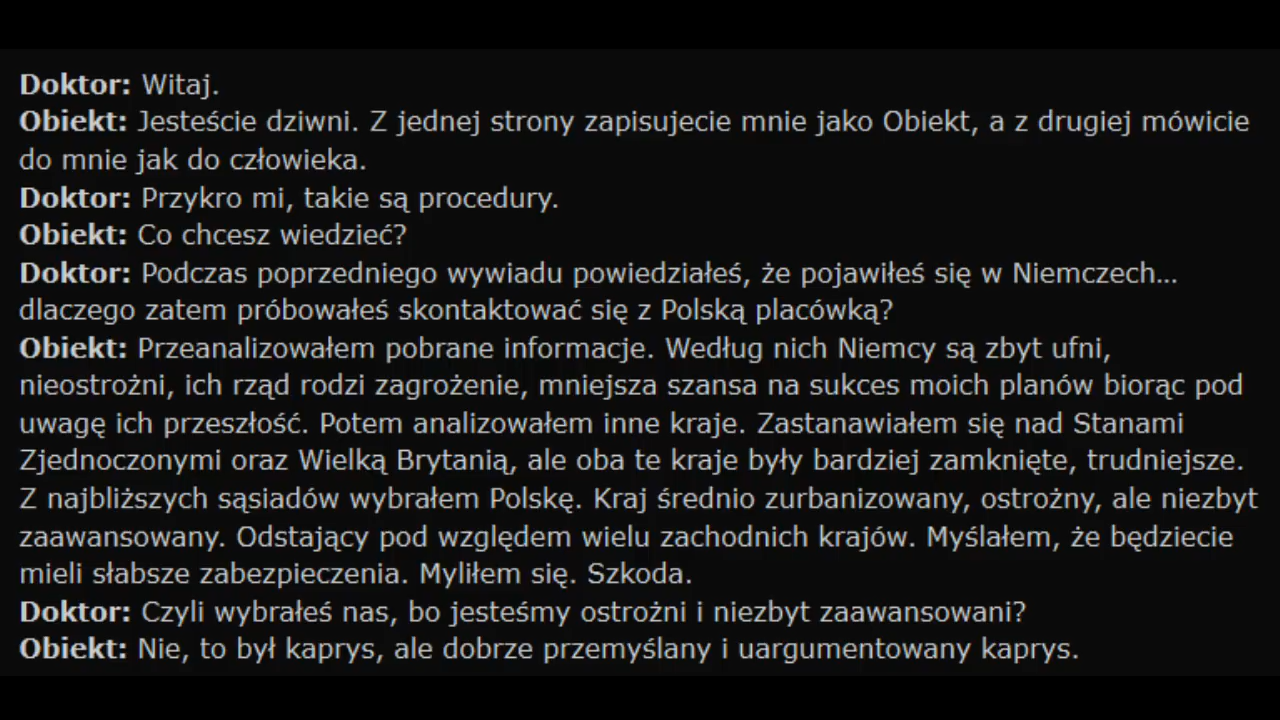 Doktor: Witaj.
Obiekt: Jesteście dziwni. Z jednej strony zapisujecie mnie jako Obiekt, a z drugiej mówicie
do mnie jak do człowieka.
Doktor: Przykro mi, takie są procedury.
Obiekt: Co chcesz wiedzieć?
Doktor: Podczas poprzedniego wywiadu powiedziałeś, że pojawiłeś się w Niemczech...
dlaczego zatem próbowałeś skontaktować się z Polską placówką?
Obiekt: Przeanalizowałem pobrane informacje. Według nich Niemcy są zbyt ufni,
nieostrożni, ich rząd rodzi zagrożenie, mniejsza szansa na sukces moich planów biorąc pod
uwagę ich przeszłość. Potem analizowałem inne kraje. Zastanawiałem się nad Stanami
Zjednoczonymi oraz Wielką Brytanią, ale oba te kraje były bardziej zamknięte, trudniejsze.
Z najbliższych sąsiadów wybrałem Polskę. Kraj średnio zurbanizowany, ostrożny, ale niezbyt
zaawansowany. Odstający pod względem wielu zachodnich krajów. Myślałem, że będziecie
mieli słabsze zabezpieczenia. Myliłem się. Szkoda.
Doktor: Czyli wybrałeś nas, bo jesteśmy ostrożni i niezbyt zaawansowani?
Obiekt: Nie, to był kaprys, ale dobrze przemyślany i uargumentowany kaprys.